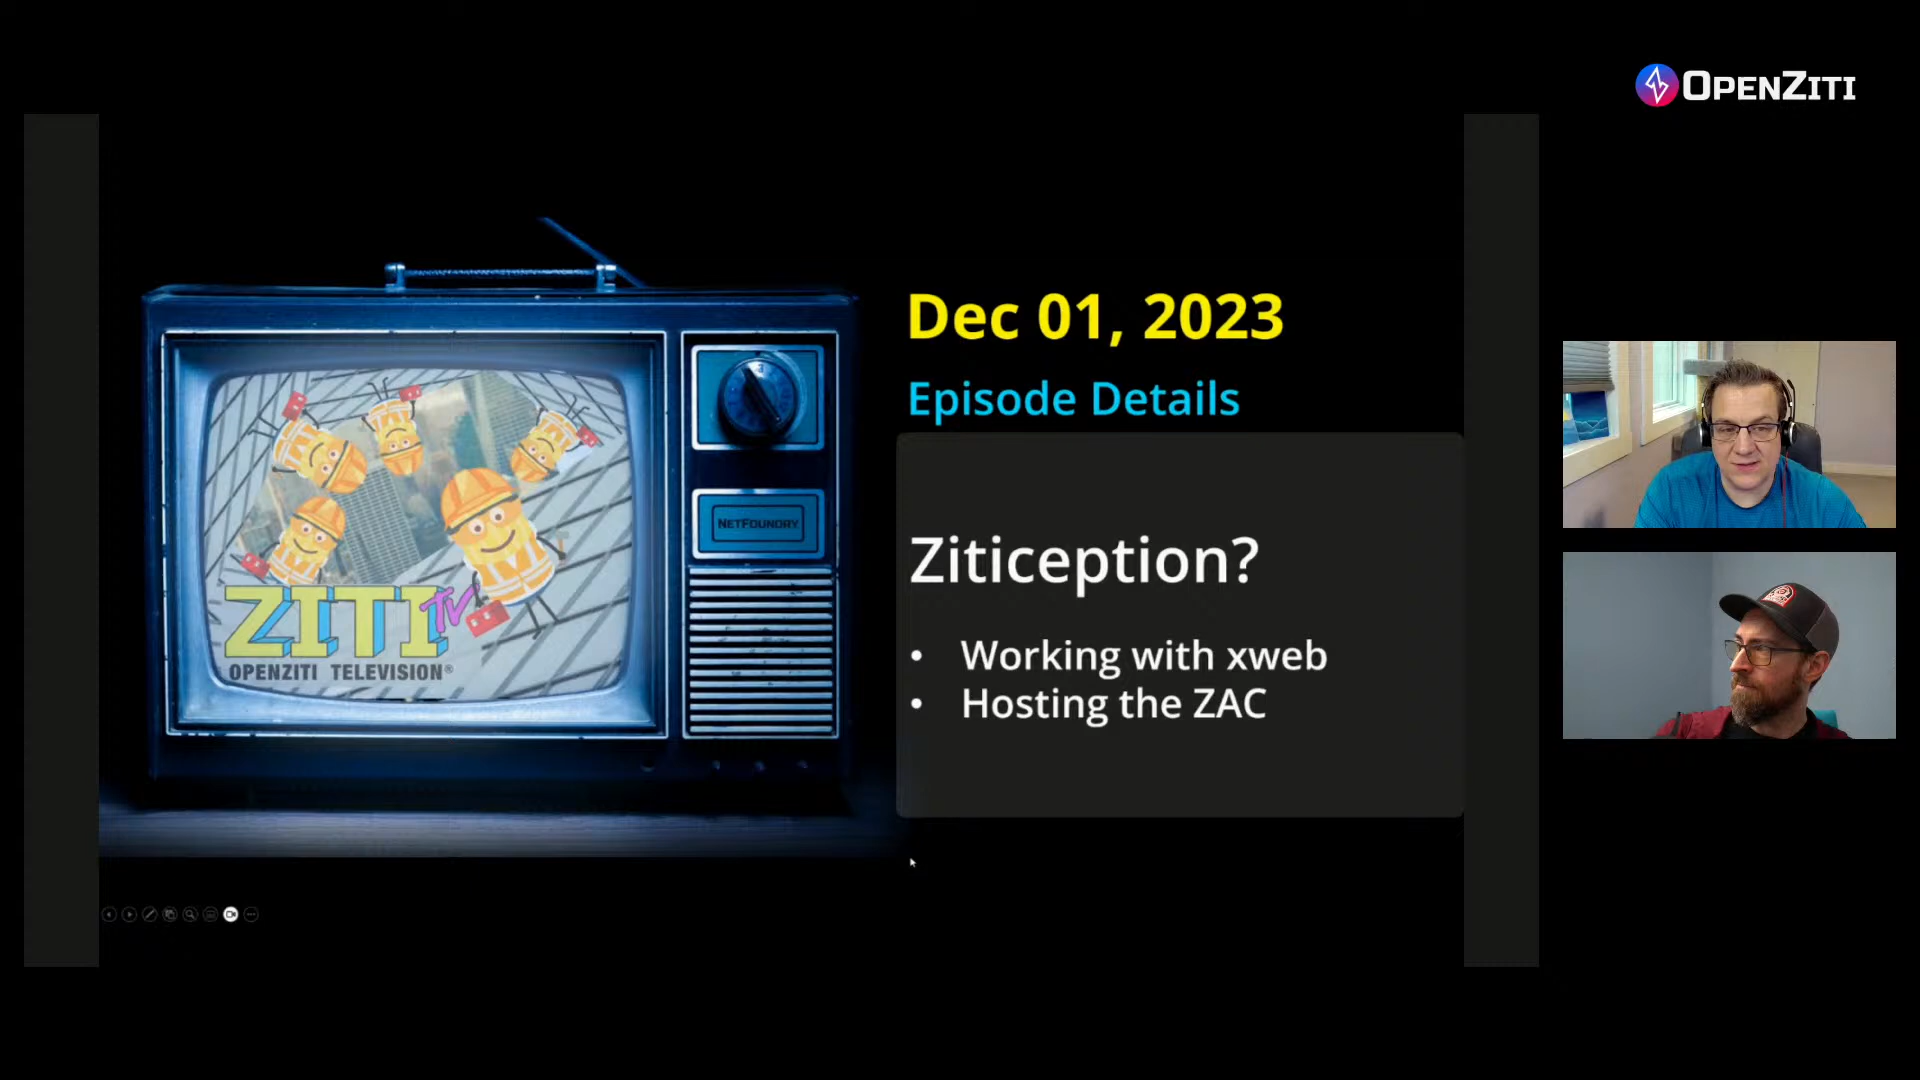 OPENZITI
Dec 01, 2023
Episode Details
NETFOUNDRY
Zitiception?
• Working with xweb
• Hosting the ZAC
ZITI TV
OPENZITI TELEVISION®